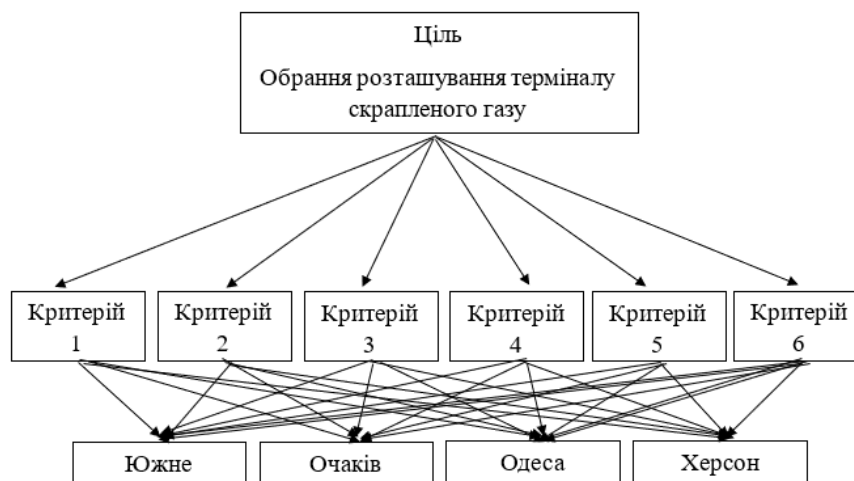 Ціль
Обрання розташування терміналу
скрапленого газу
Критерій
1
Критерій
2
Критерій
3
Критерій
4
Критерій
5
Критерій
6
Южне
Очаків
Одеса
Херсон